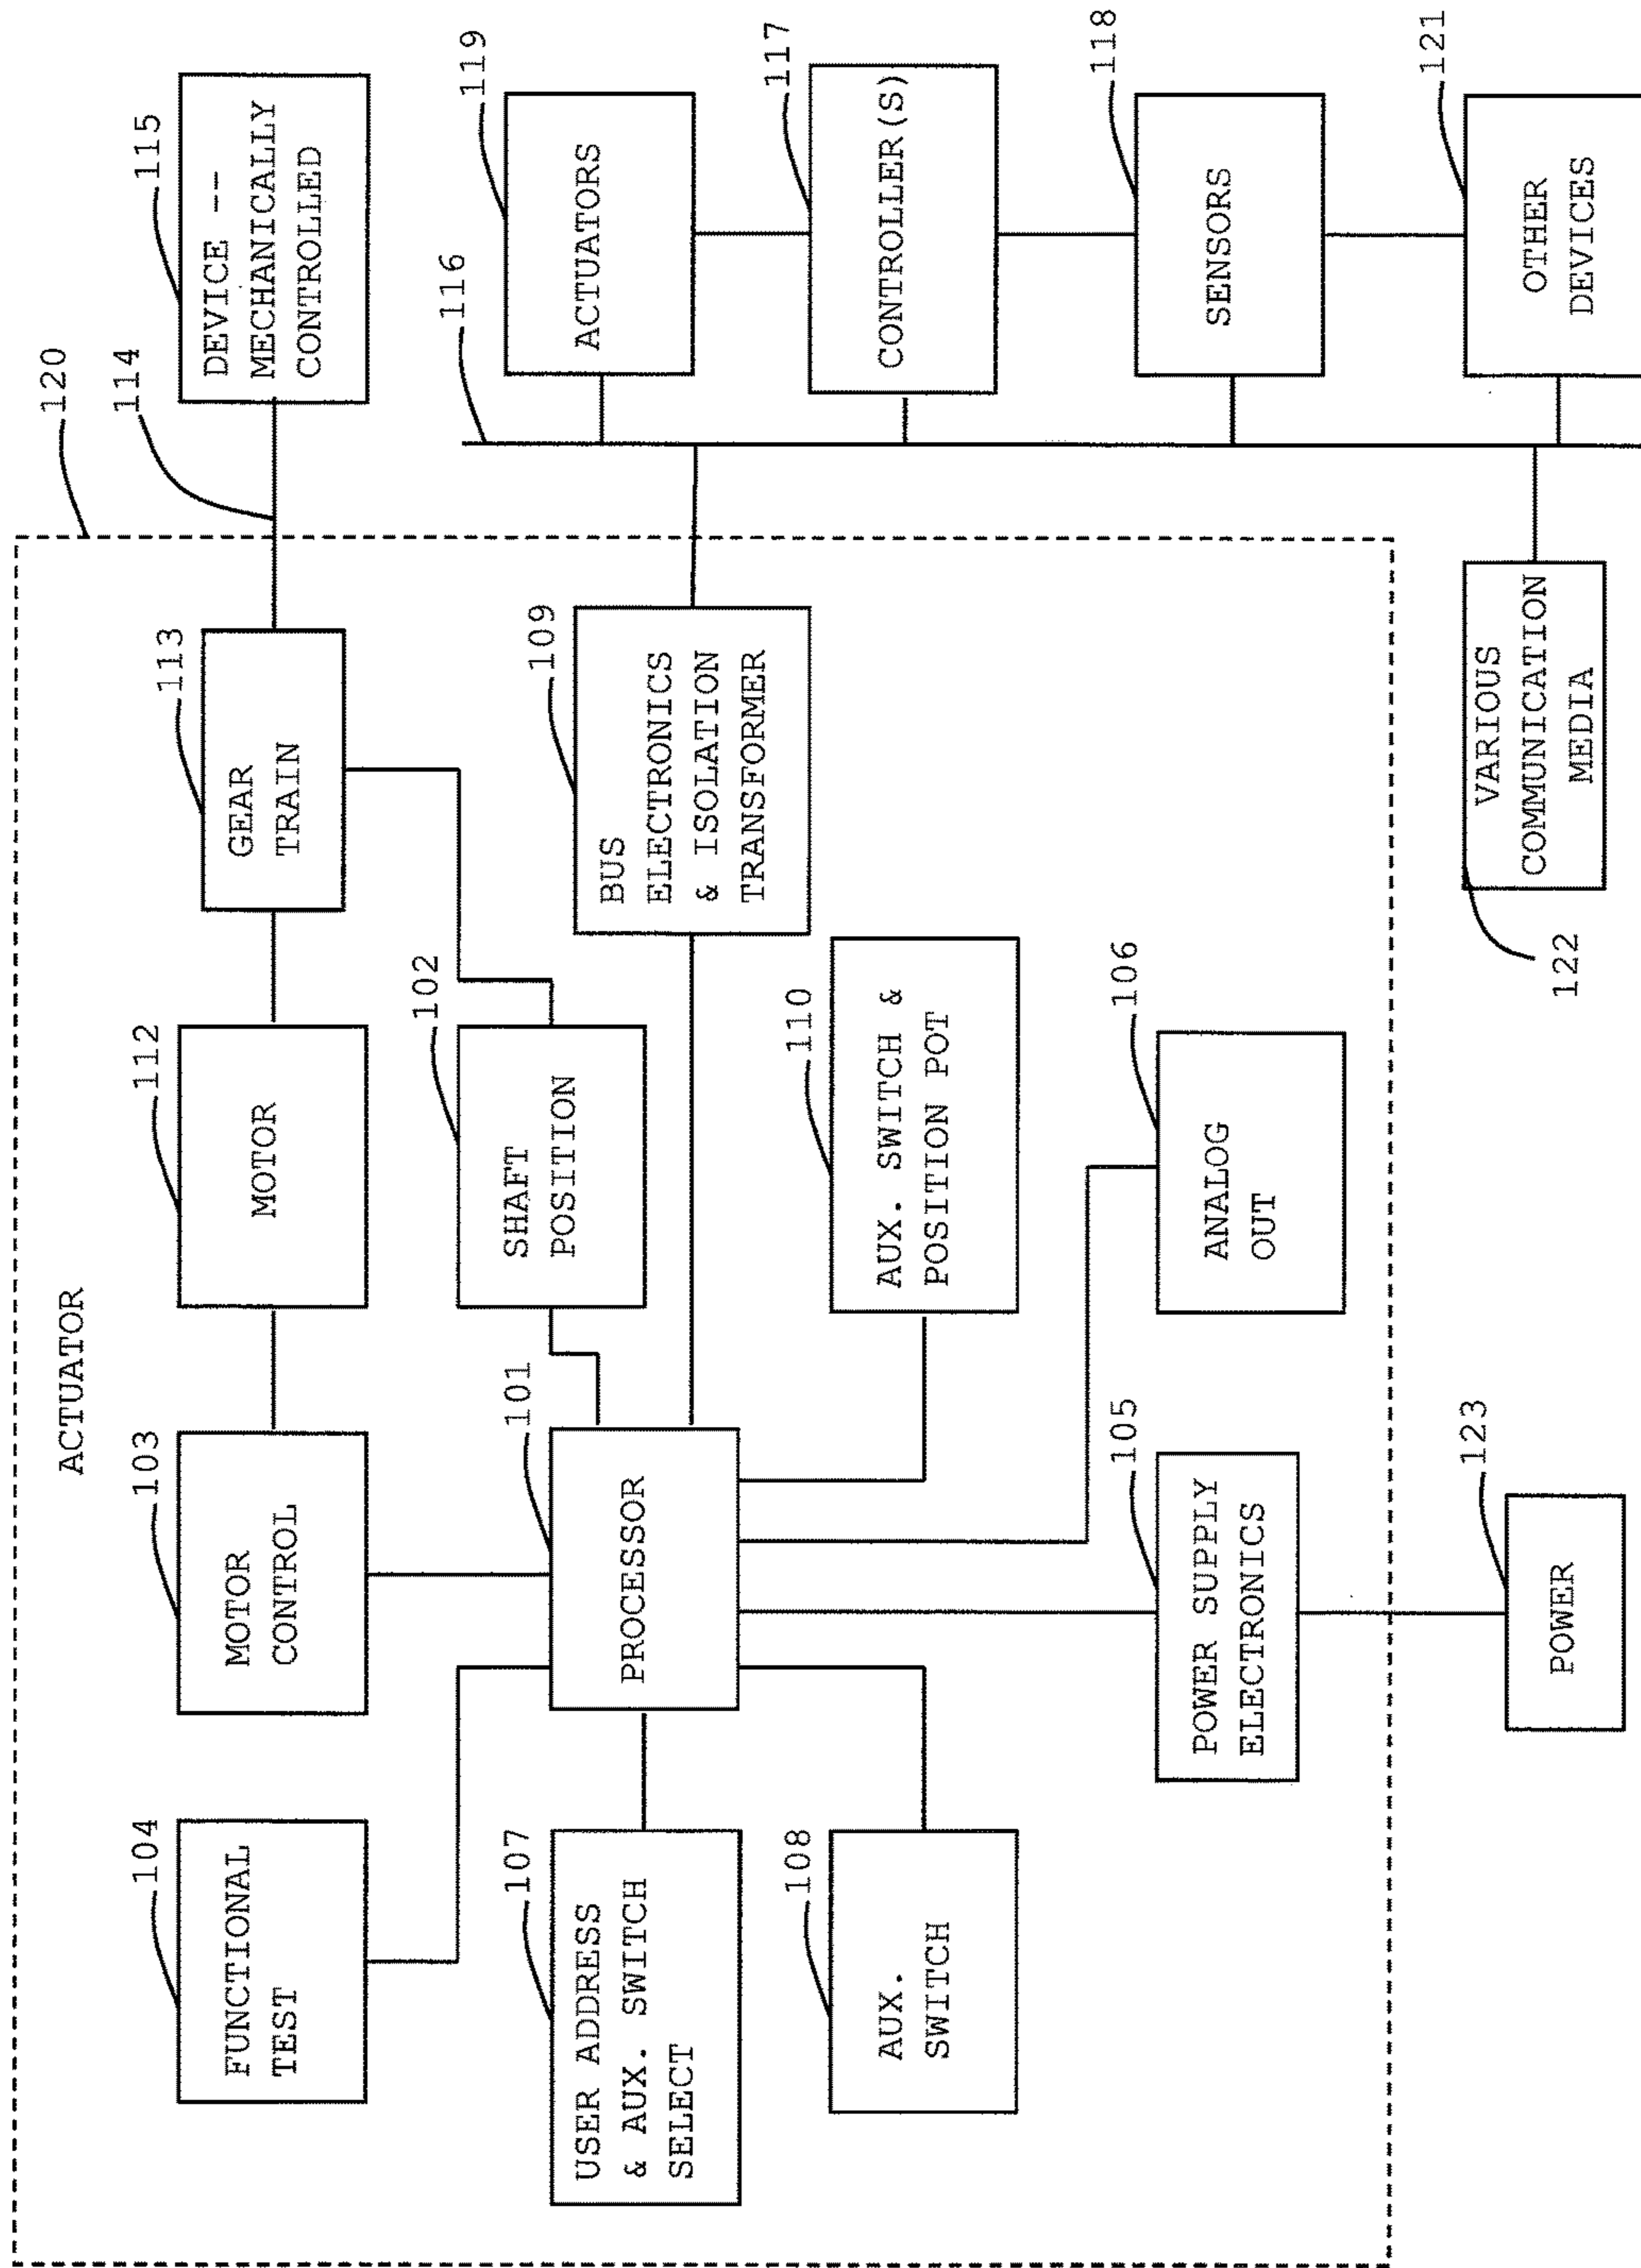 ACTUATOR
120
104
FUNCTIONAL
TEST
103
MOTOR
CONTROL
112
MOTOR
113
GEAR
TRAIN
114
115
DEVICE --
MECHANICALLY
CONTROLLED
107
USER ADDRESS
& AUX. SWITCH
SELECT
101
PROCESSOR
102
SHAFT
POSITION
109
BUS
ELECTRONICS
& ISOLATION
TRANSFORMER
116
119
ACTUATORS
108
AUX.
SWITCH
110
AUX. SWITCH &
POSITION POT
117
CONTROLLER(S)
105
POWER SUPPLY
ELECTRONICS
106
ANALOG
OUT
118
SENSORS
123
POWER
122
VARIOUS
COMMUNICATION
MEDIA
121
OTHER
DEVICES